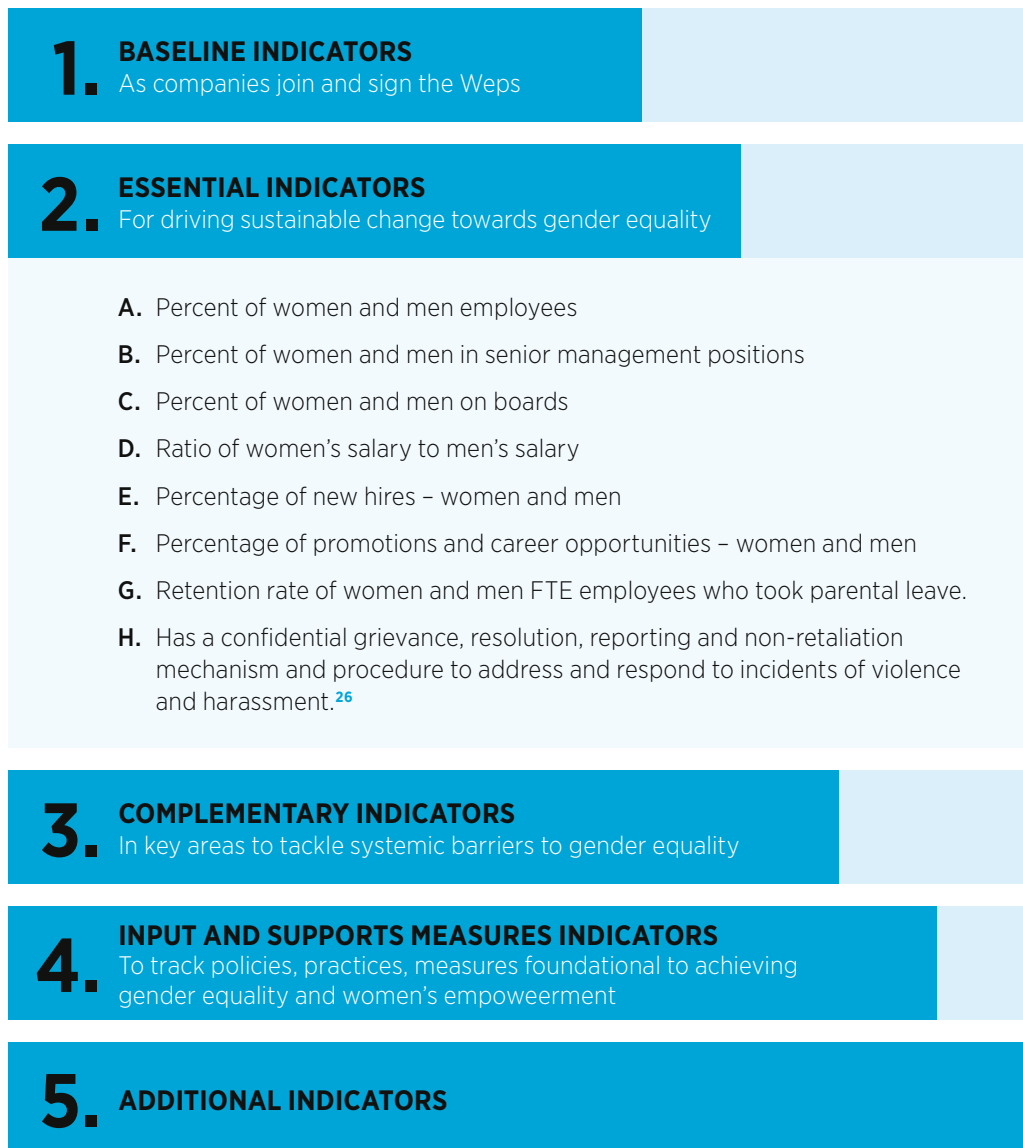 1. BASELINE INDICATORS
As companies join and sign the Weps
2. ESSENTIAL INDICATORS
For driving sustainable change towards gender equality
A. Percent of women and men employees
B. Percent of women and men in senior management positions
C. Percent of women and men on boards
D. Ratio of women’s salary to men’s salary
E. Percentage of new hires – women and men
F. Percentage of promotions and career opportunities – women and men
G. Retention rate of women and men FTE employees who took parental leave.
H. Has a confidential grievance, resolution, reporting and non-retaliation
mechanism and procedure to address and respond to incidents of violence
and harassment.26
3. COMPLEMENTARY INDICATORS
In key areas to tackle systemic barriers to gender equality
4. INPUT AND SUPPORTS MEASURES INDICATORS
To track policies, practices, measures foundational to achieving
gender equality and women’s empoweerment
5. ADDITIONAL INDICATORS